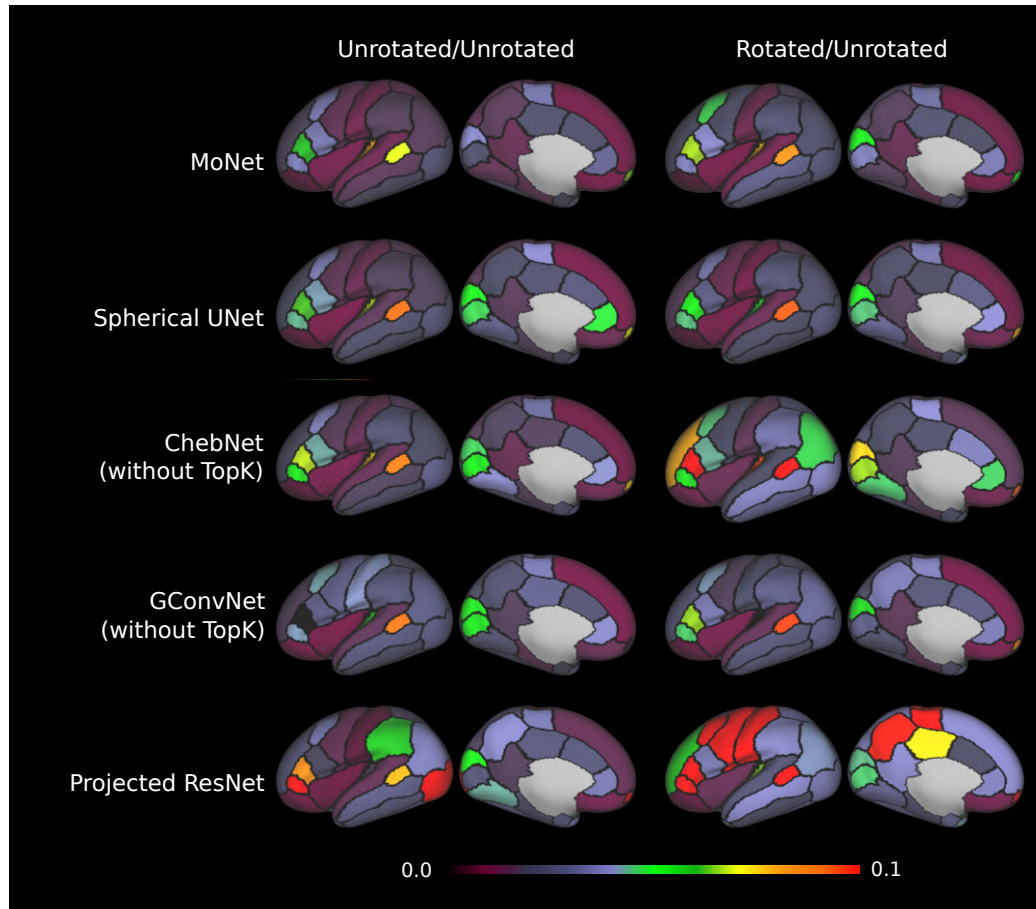 Unrotated/Unrotated
Rotated/Unrotated
MoNet
Spherical UNet
ChebNet
(without TopK)
GConvNet
(without TopK)
Projected ResNet
0.0
0.1